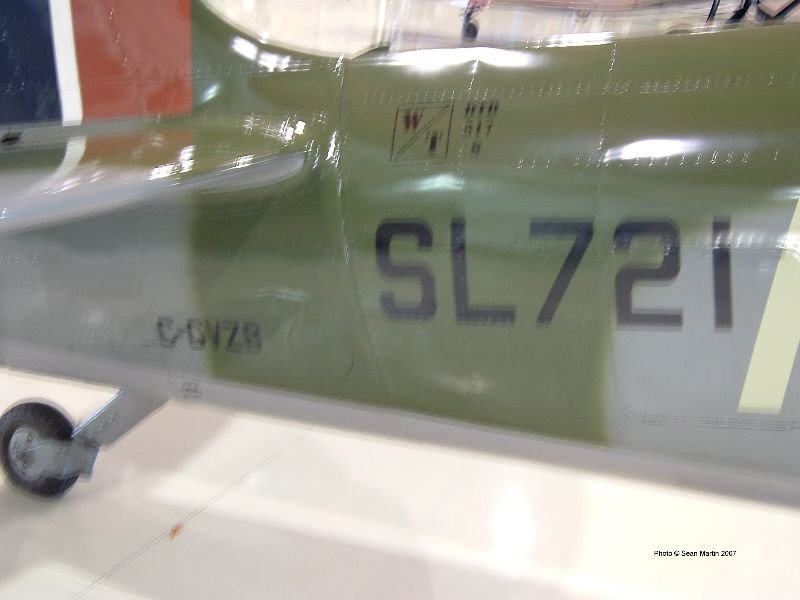 W
T
SL721
C-GVZB
Photo © Sean Martin 2007